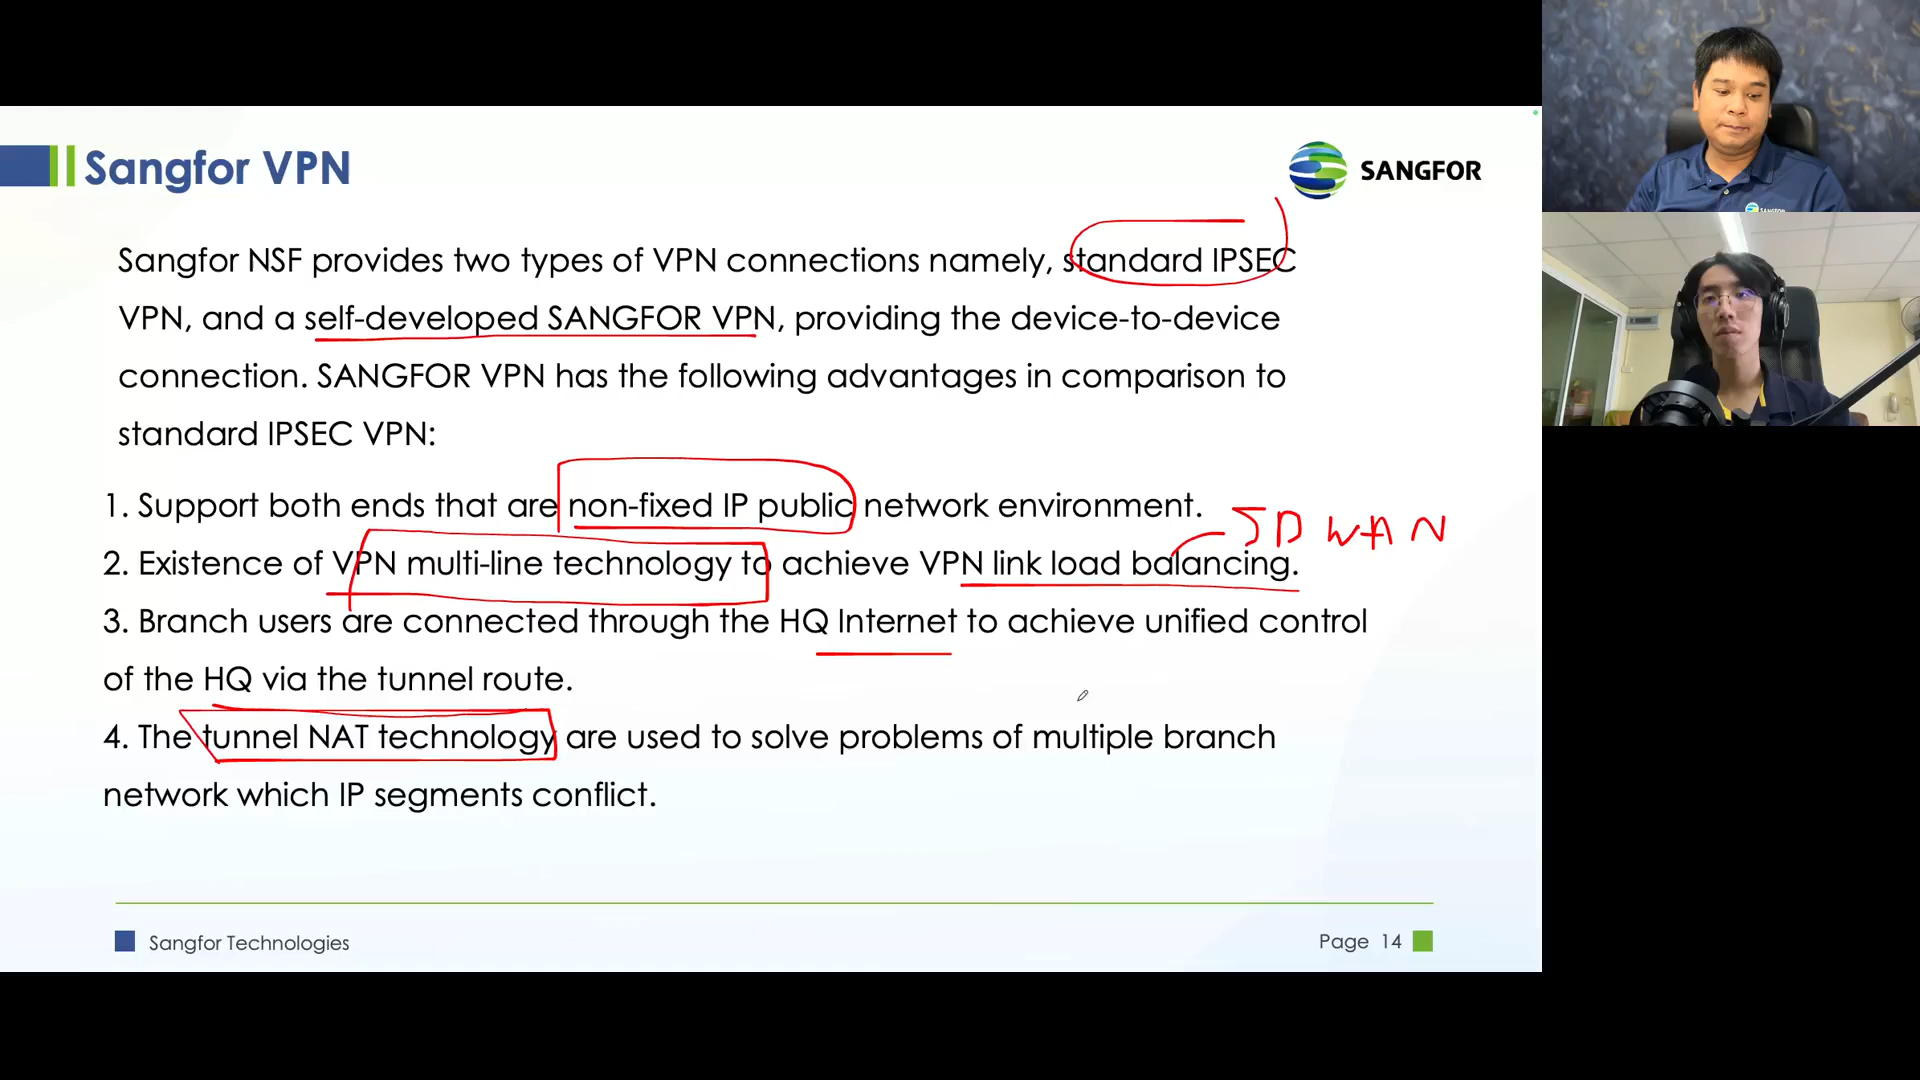 Sangfor VPN
SANGFOR
Sangfor NSF provides two types of VPN connections namely, standard IPSEC
VPN, and a self-developed SANGFOR VPN, providing the device-to-device
connection. SANGFOR VPN has the following advantages in comparison to
standard IPSEC VPN:
1. Support both ends that are non-fixed IP public network environment.
SD WAN
2. Existence of VPN multi-line technology to achieve VPN link load balancing.
3. Branch users are connected through the HQ Internet to achieve unified control
of the HQ via the tunnel route.
4. The tunnel NAT technology are used to solve problems of multiple branch
network which IP segments conflict.
Sangfor Technologies
Page 14